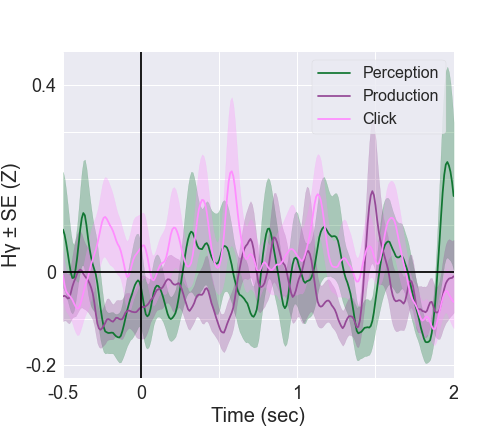 Hγ ± SE (Z)
0.4
0
-0.2
Perception
Production
Click
-0.5
0
1
2
Time (sec)